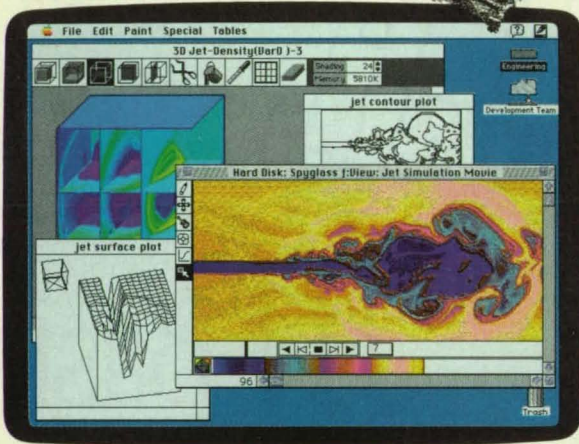 File Edit Paint Special Tables
3D Jet-Density(Var0 )-3
Shading 24
Memory 5810K
Engineering
Development Team
jet contour plot
Hard Disk: Spyglass ƒ:View: Jet Simulation Movie
jet surface plot
7
96
Trash